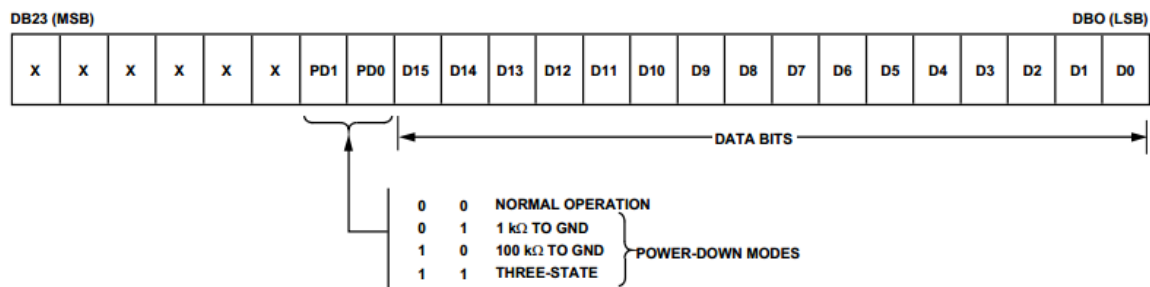 DB23 (MSB) DBO (LSB)
X X X X X X PD1 PD0 D15 D14 D13 D12 D11 D10 D9 D8 D7 D6 D5 D4 D3 D2 D1 D0
DATA BITS
0 0 NORMAL OPERATION
0 1 1 kΩ TO GND
1 0 100 kΩ TO GND POWER-DOWN MODES
1 1 THREE-STATE